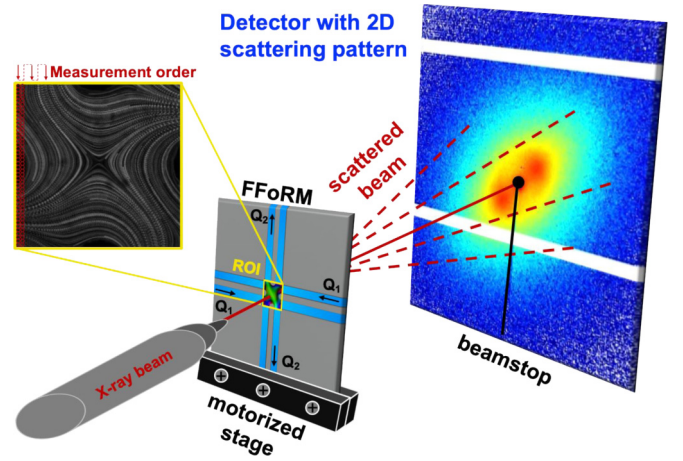 Detector with 2D
scattering pattern
Measurement order
scattered
beam
FFoRM
Q2
ROI
Q1
Q1
Q2
X-ray beam
motorized
stage
beamstop